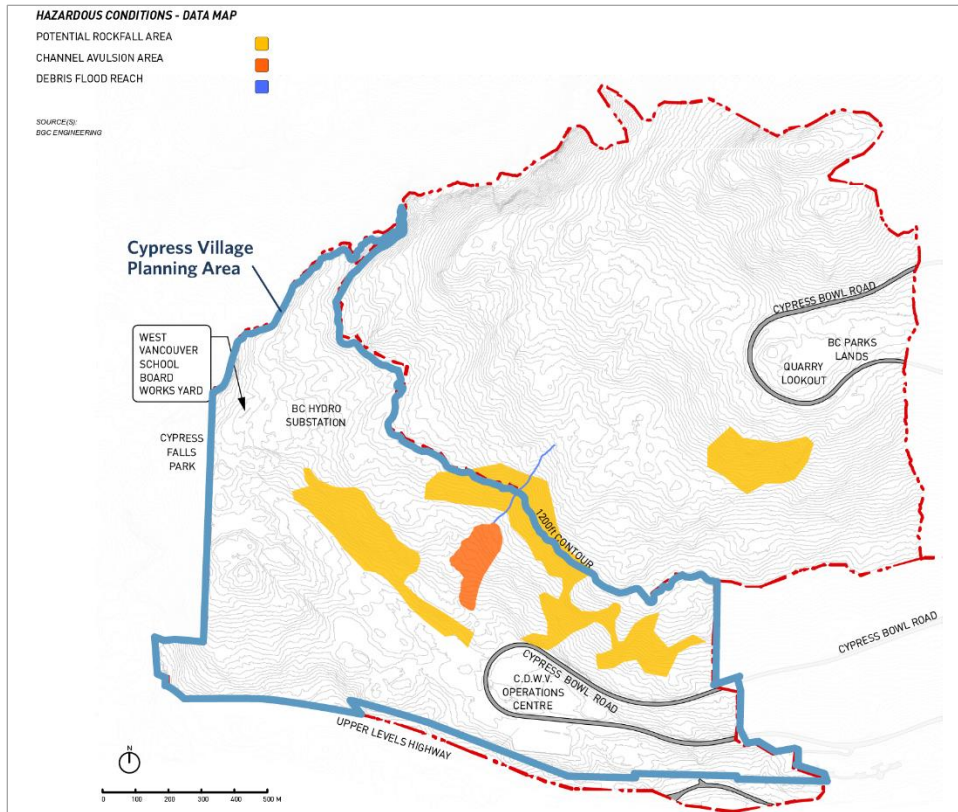 HAZARDOUS CONDITIONS - DATA MAP
POTENTIAL ROCKFALL AREA
CHANNEL AVULSION AREA
DEBRIS FLOOD REACH
SOURCE(S):
BGC ENGINEERING
Cypress Village
Planning Area
WEST
VANCOUVER
SCHOOL
BOARD
WORKS YARD
CYPRESS
FALLS
PARK
BC HYDRO
SUBSTATION
CYPRESS BOWL ROAD
BC PARKS
LANDS
QUARRY
LOOKOUT
1200ft CONTOUR
CYPRESS BOWL ROAD
CYPRESS BOWL ROAD
C.D.W.V.
OPERATIONS
CENTRE
UPPER LEVELS HIGHWAY
N
0 100 200 300 400 500 M